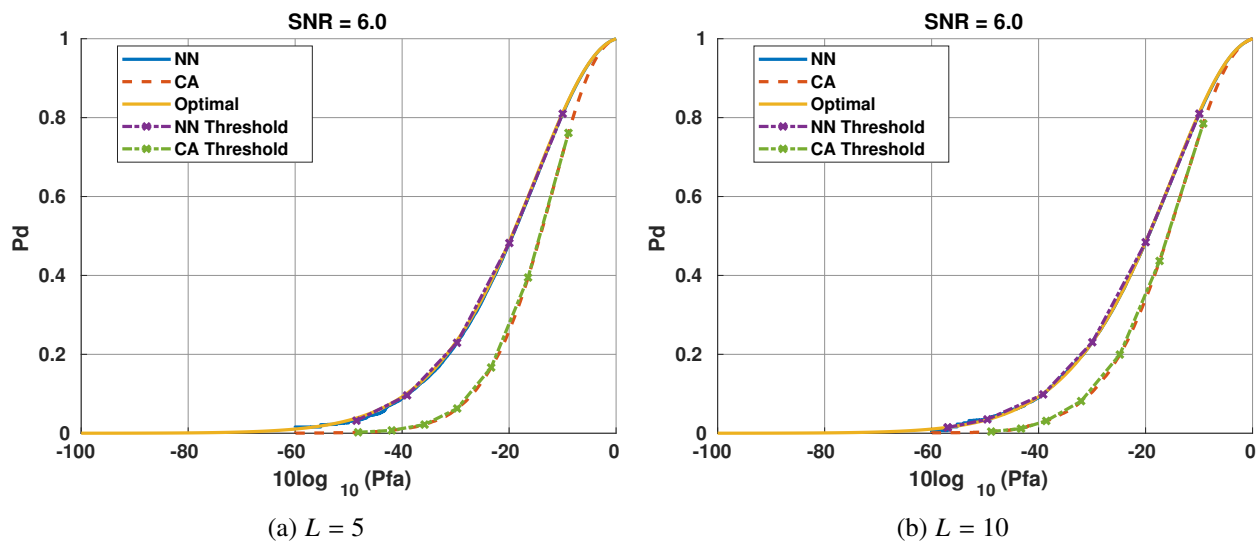 SNR = 6.0
NN
CA
Optimal
NN Threshold
CA Threshold
1
0.8
0.6
0.4
0.2
0
Pd
-100
-80
-60
-40
-20
0
10log 10 (Pfa)
(a) L = 5
SNR = 6.0
NN
CA
Optimal
NN Threshold
CA Threshold
1
0.8
0.6
0.4
0.2
0
Pd
-100
-80
-60
-40
-20
0
10log 10 (Pfa)
(b) L = 10